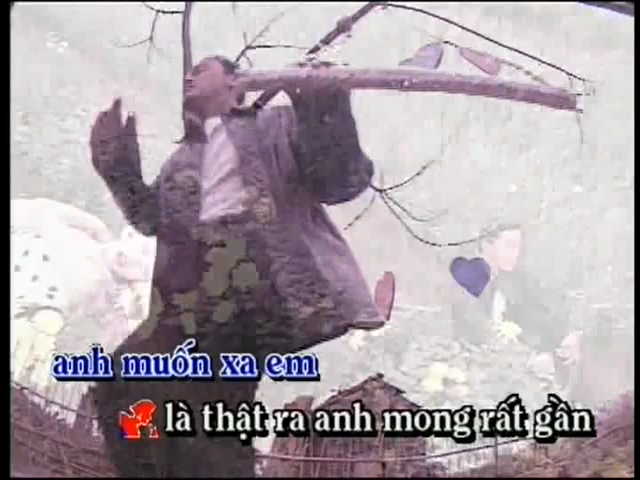 anh muốn xa em
là thật ra anh mong rất gần